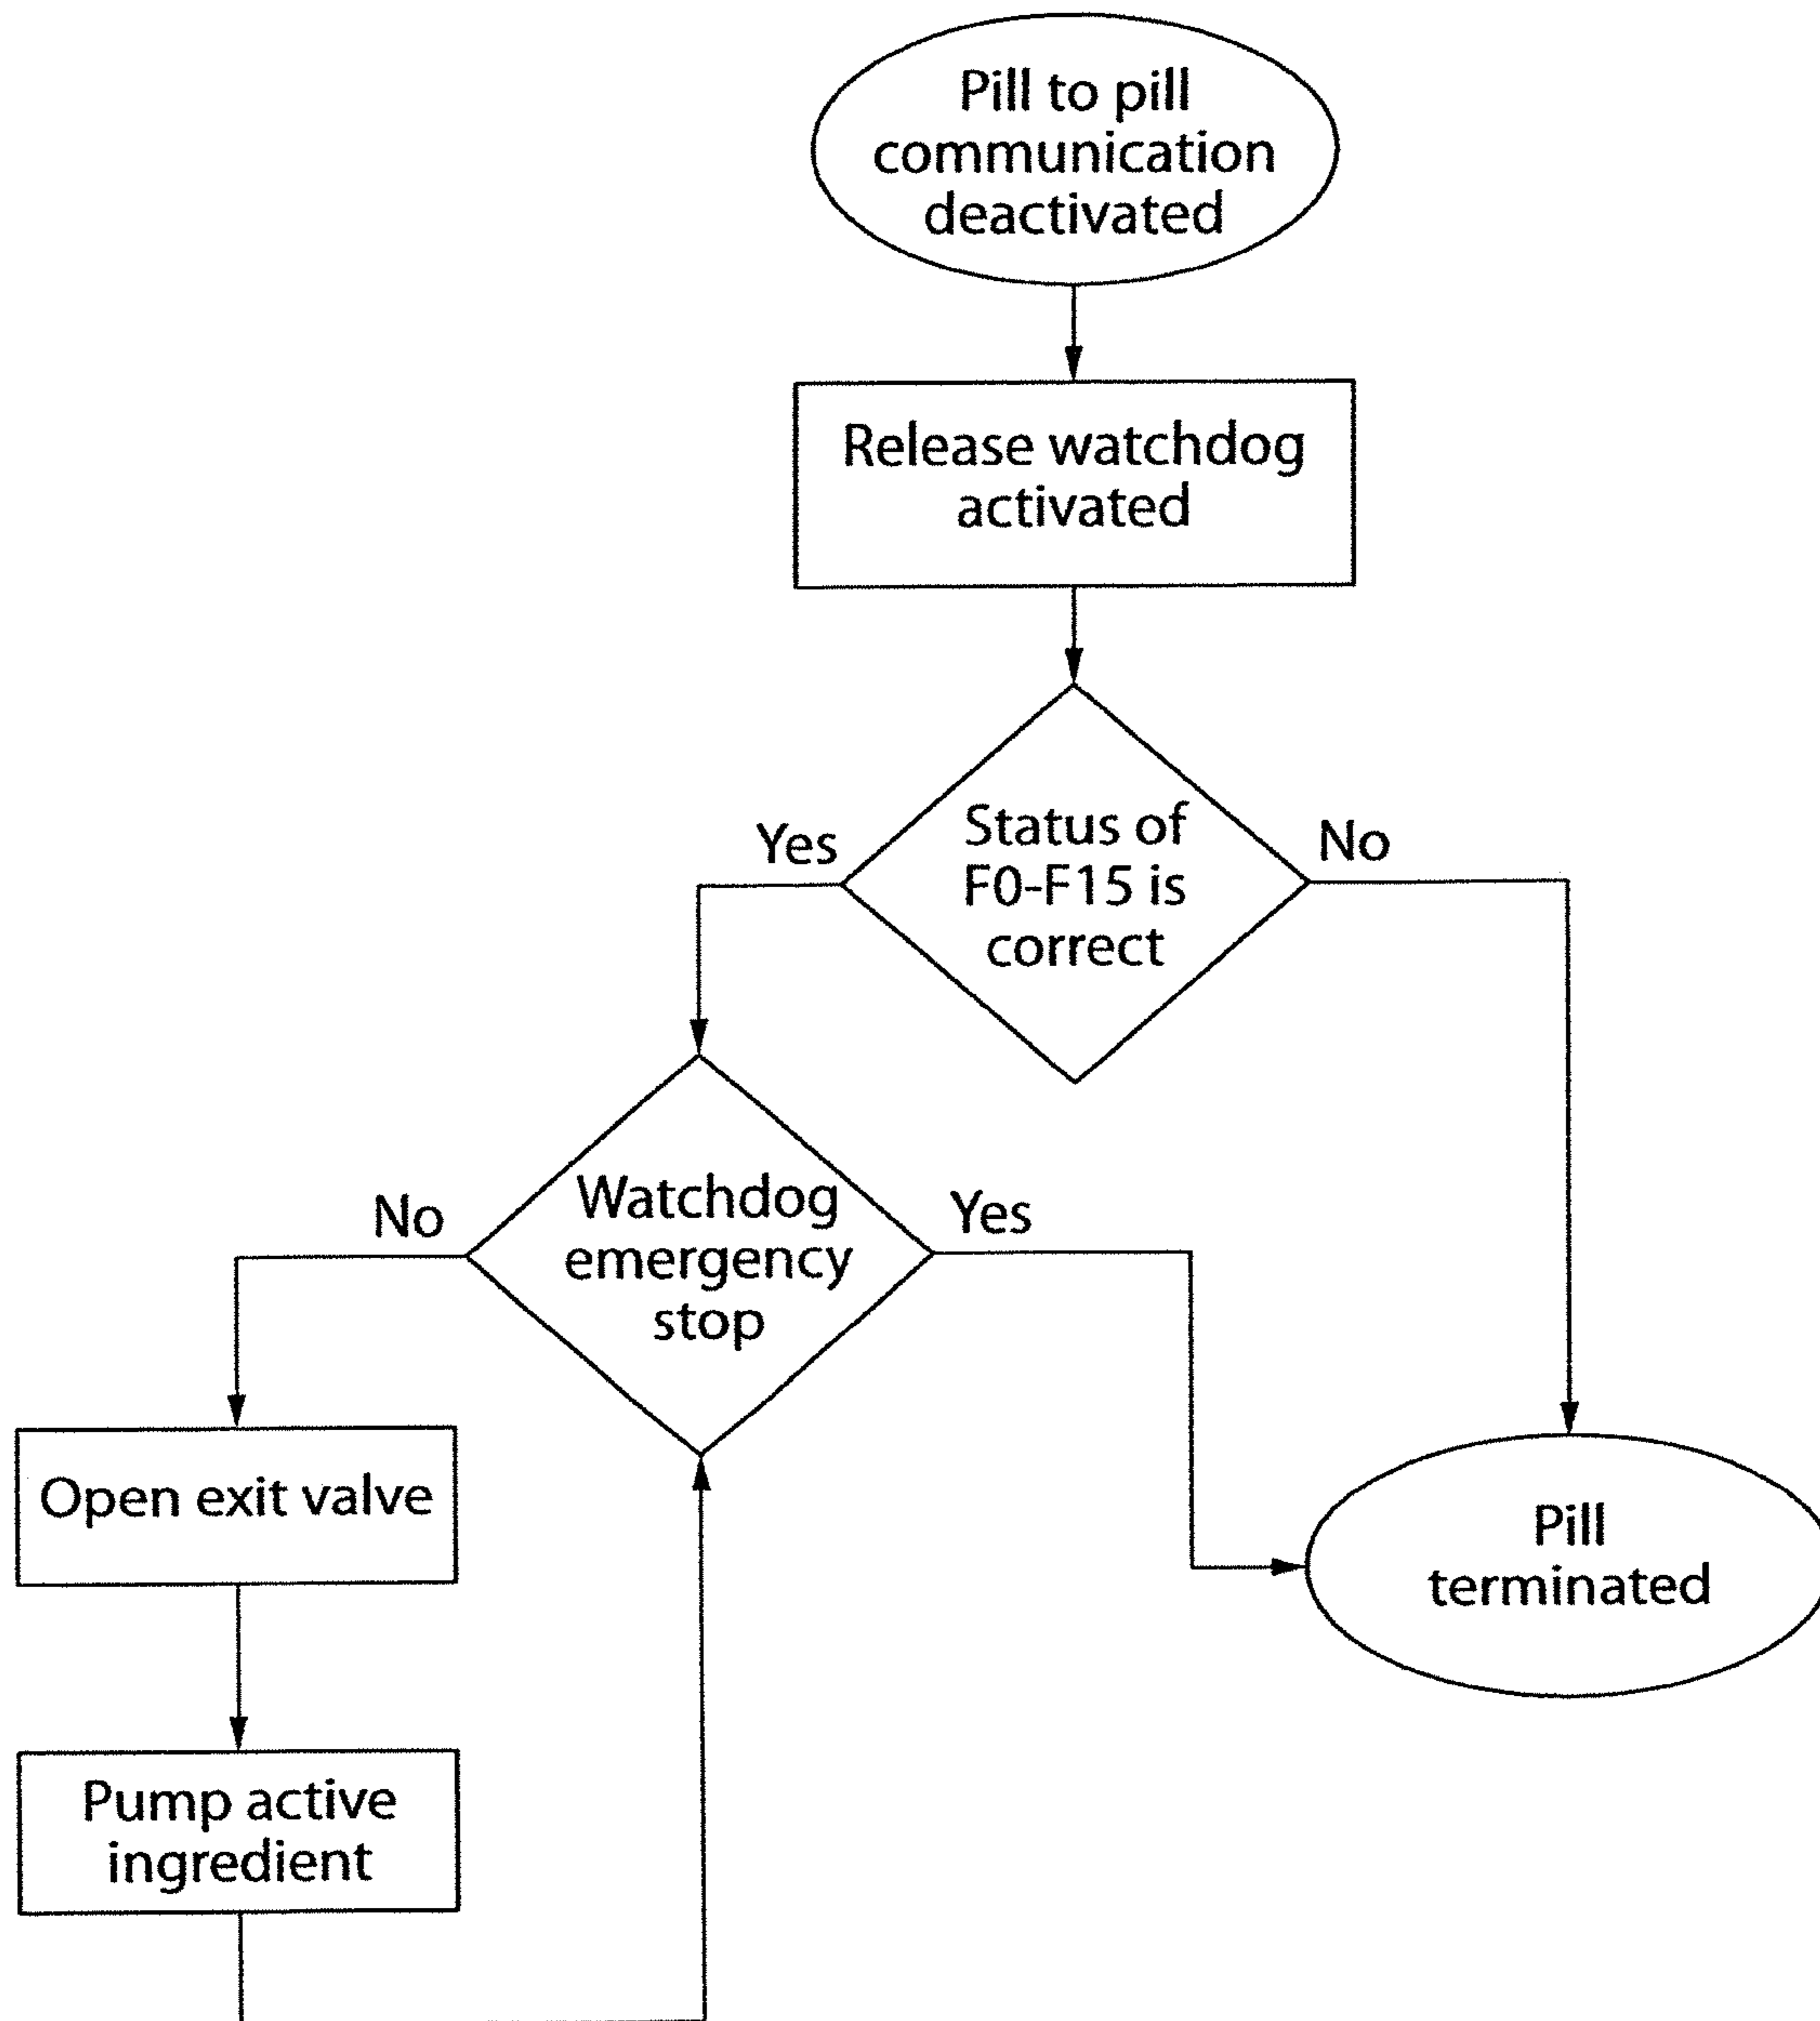 Pill to pill
communication
deactivated
Release watchdog
activated
Yes
Status of
F0-F15 is
correct
No
No
Watchdog
emergency
stop
Yes
Open exit valve
Pill
terminated
Pump active
ingredient